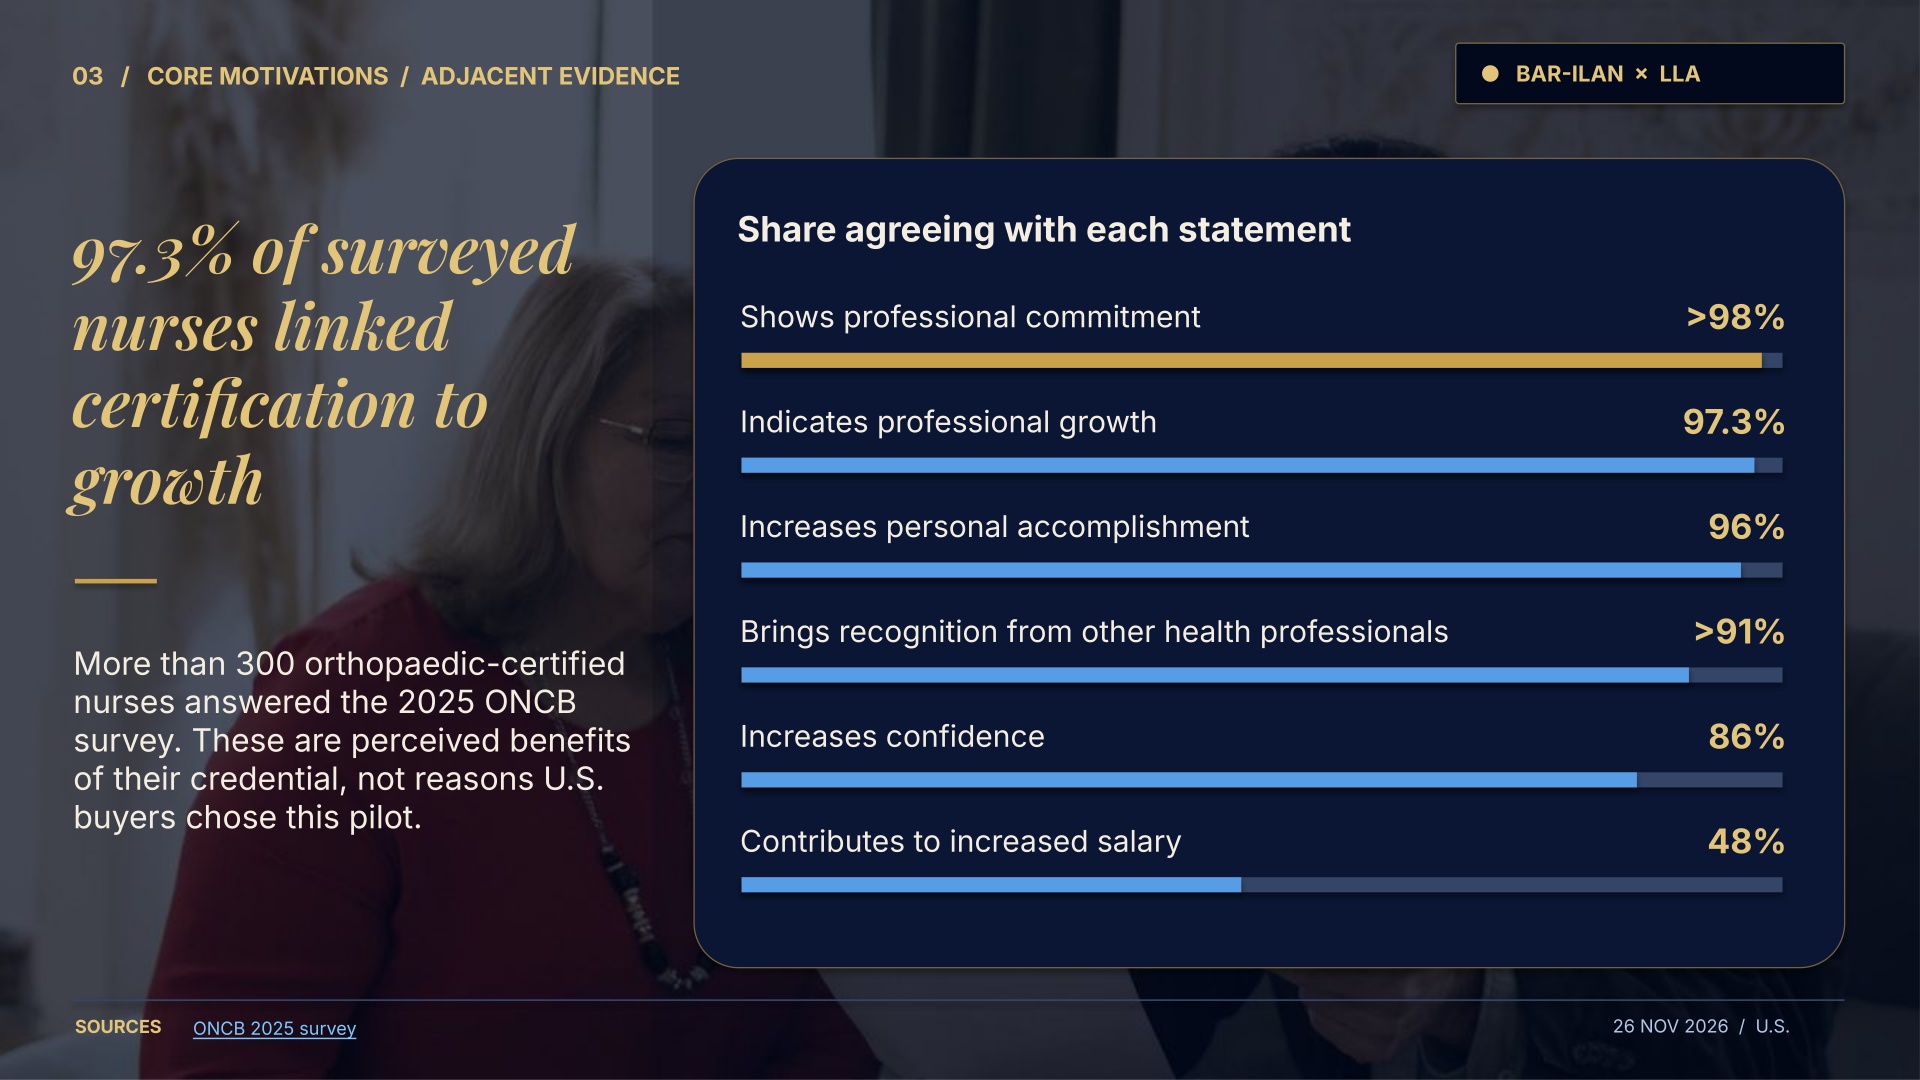 03 / CORE MOTIVATIONS / ADJACENT EVIDENCE
BAR-ILAN × LLA
97.3% of surveyed
nurses linked
certification to
growth
More than 300 orthopaedic-certified
nurses answered the 2025 ONCB
survey. These are perceived benefits
of their credential, not reasons U.S.
buyers chose this pilot.
Share agreeing with each statement
Shows professional commitment >98%
Indicates professional growth 97.3%
Increases personal accomplishment 96%
Brings recognition from other health professionals >91%
Increases confidence 86%
Contributes to increased salary 48%
SOURCES ONCB 2025 survey
26 NOV 2026 / U.S.